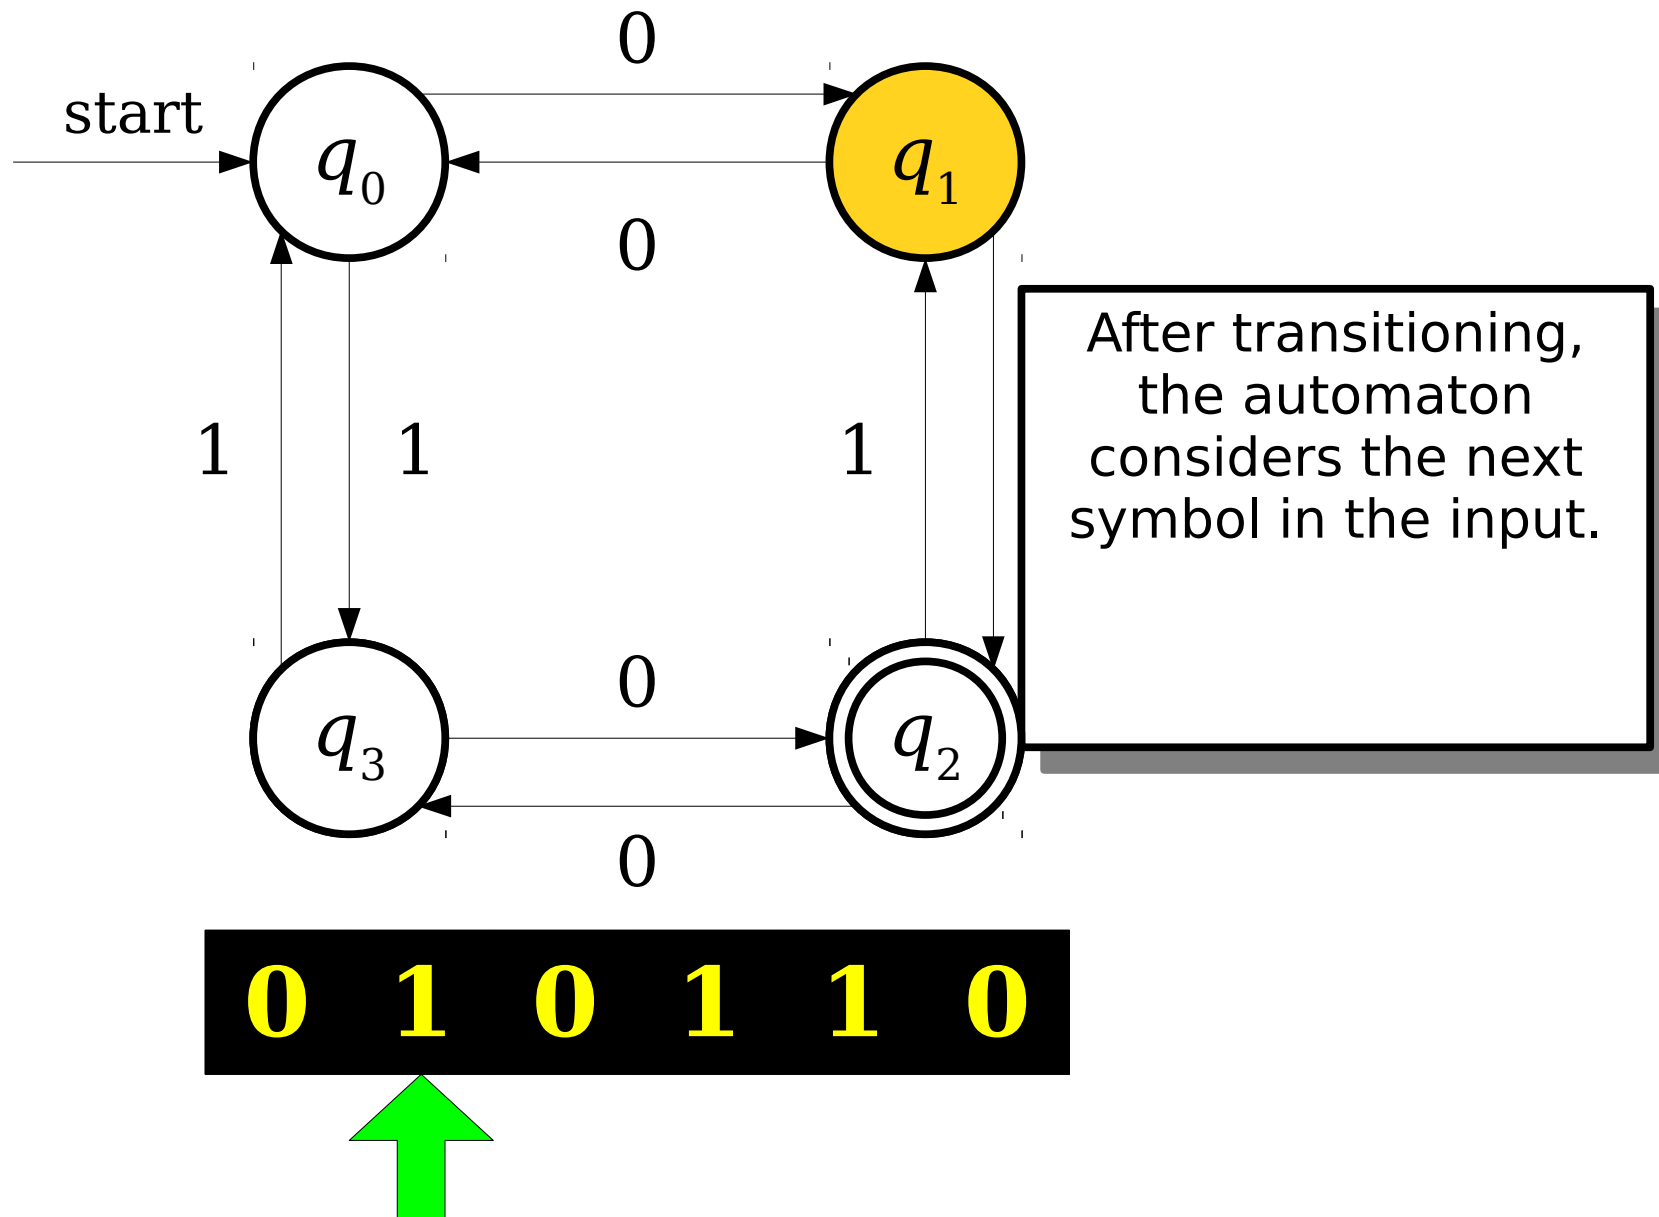 0
start
q0
q1
0
After transitioning,
the automaton
considers the next
symbol in the input.
1 1 1
0
q3
q2
0
0 1 0 1 1 0